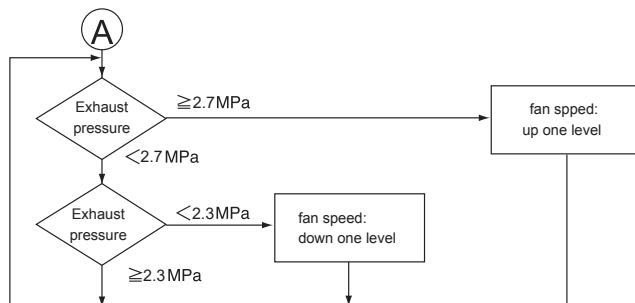 A
Exhaust
pressure
≧2.7MPa
fan spped:
up one level
<2.7MPa
Exhaust
pressure
<2.3MPa
fan speed:
down one level
≧2.3MPa